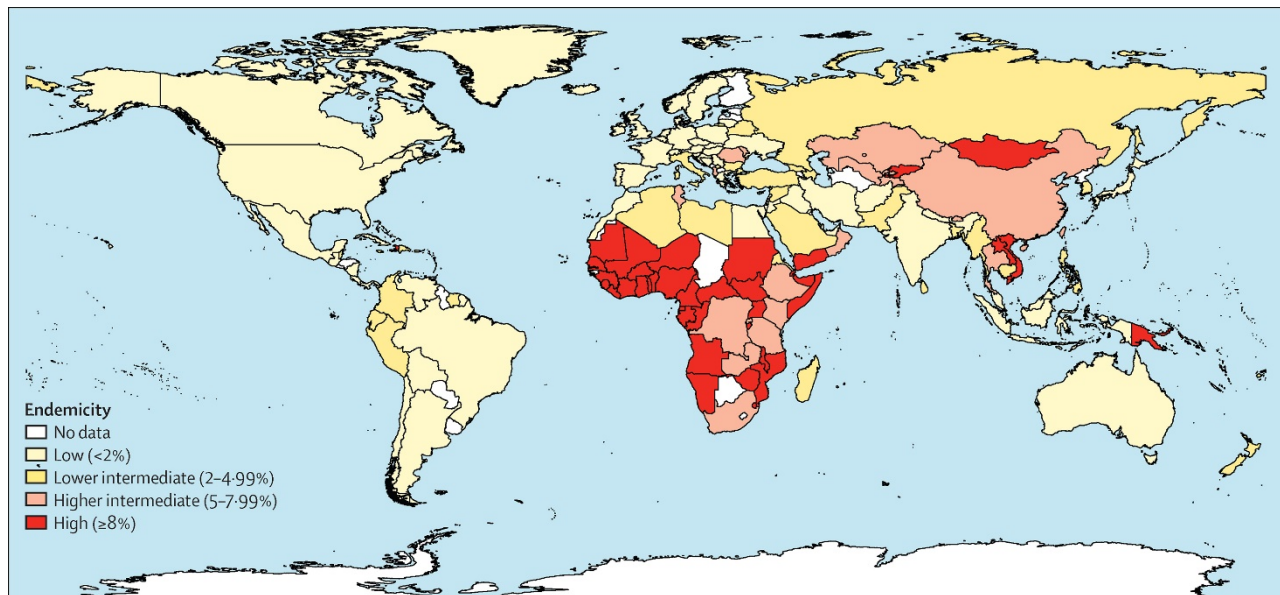 Endemicity
No data
Low (<2%)
Lower intermediate (2–4·99%)
Higher intermediate (5–7·99%)
High (≥8%)